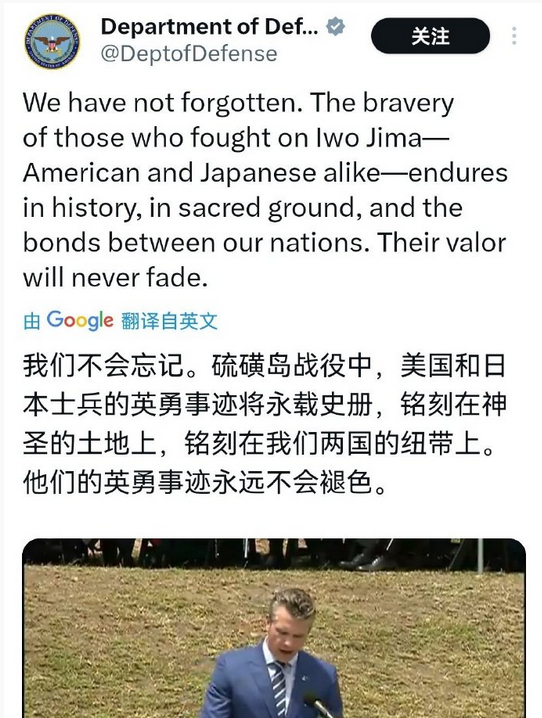 Department of Def...
关注
@DeptofDefense
We have not forgotten. The bravery
of those who fought on Iwo Jima—
American and Japanese alike—endures
in history, in sacred ground, and the
bonds between our nations. Their valor
will never fade.
由 Google 翻译自英文
我们不会忘记。硫磺岛战役中，美国和日
本士兵的英勇事迹将永载史册，铭刻在神
圣的土地上，铭刻在我们两国的纽带上。
他们的英勇事迹永远不会褪色。